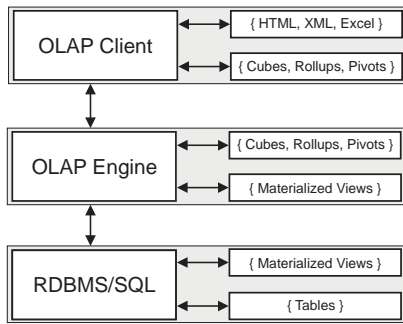 OLAP Client
{ HTML, XML, Excel }
{ Cubes, Rollups, Pivots }
OLAP Engine
{ Cubes, Rollups, Pivots }
{ Materialized Views }
RDBMS/SQL
{ Materialized Views }
{ Tables }